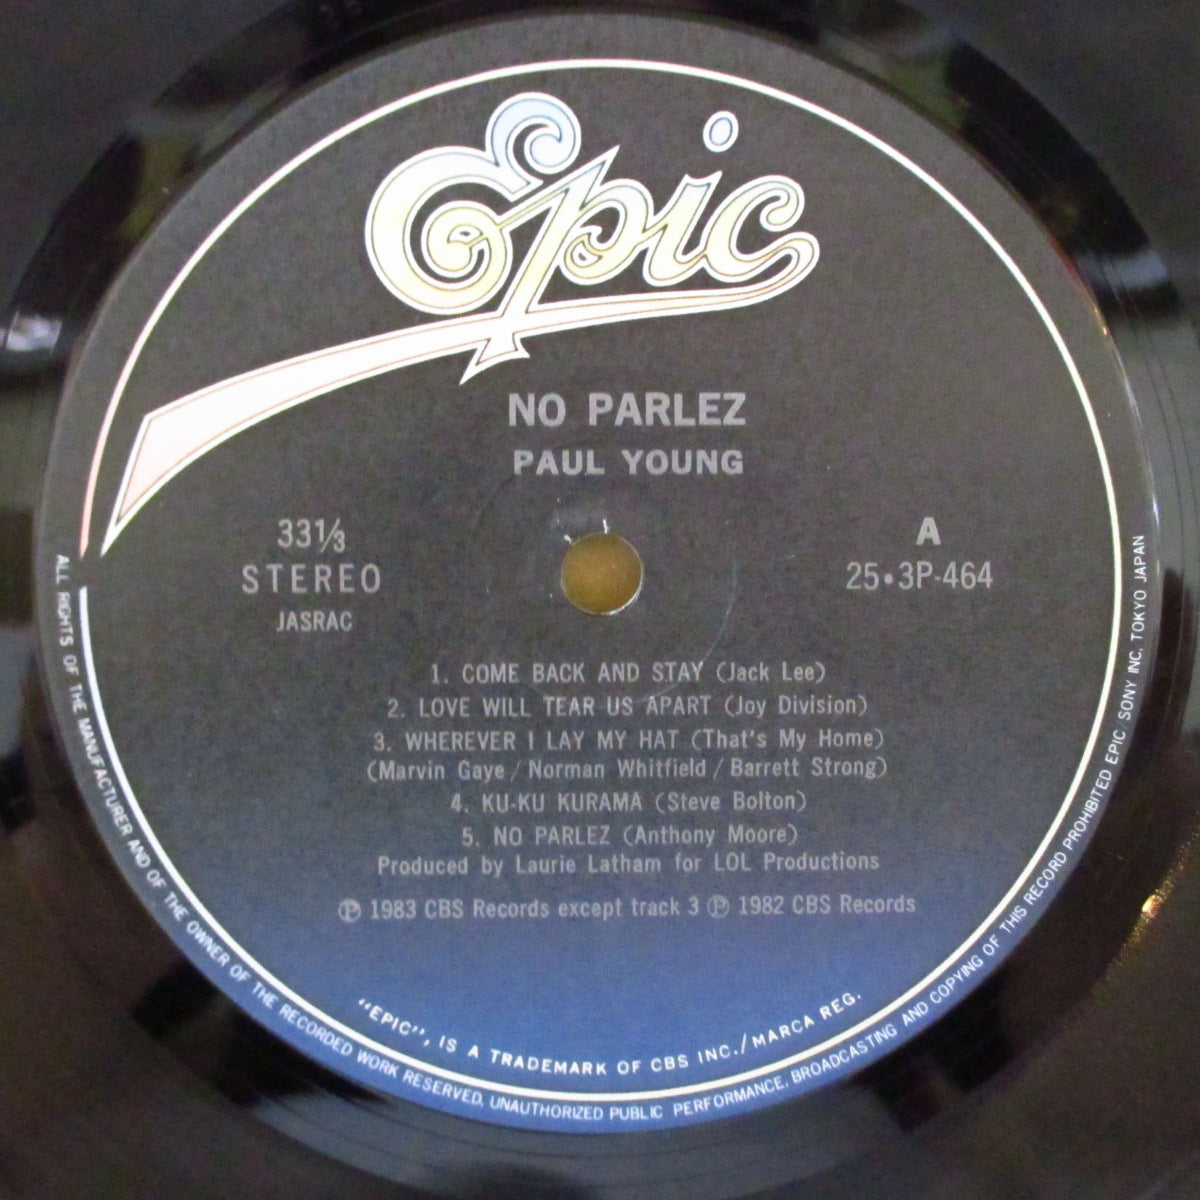 Epic
NO PARLEZ
PAUL YOUNG
33⅓
STEREO
JASRAC
A
25•3P-464
1. COME BACK AND STAY (Jack Lee)
2. LOVE WILL TEAR US APART (Joy Division)
3. WHEREVER I LAY MY HAT (That's My Home)
(Marvin Gaye / Norman Whitfield / Barrett Strong)
4. KU-KU KURAMA (Steve Bolton)
5. NO PARLEZ (Anthony Moore)
Produced by Laurie Latham for LOL Productions
℗ 1983 CBS Records except track 3 ℗ 1982 CBS Records
"EPIC", IS A TRADEMARK OF CBS INC./MARCA REG.
ALL RIGHTS OF THE MANUFACTURER AND OF THE OWNER OF THE RECORDED WORK RESERVED. UNAUTHORIZED PUBLIC PERFORMANCE, BROADCASTING AND COPYING OF THIS RECORD PROHIBITED EPIC SONY INC. TOKYO JAPAN